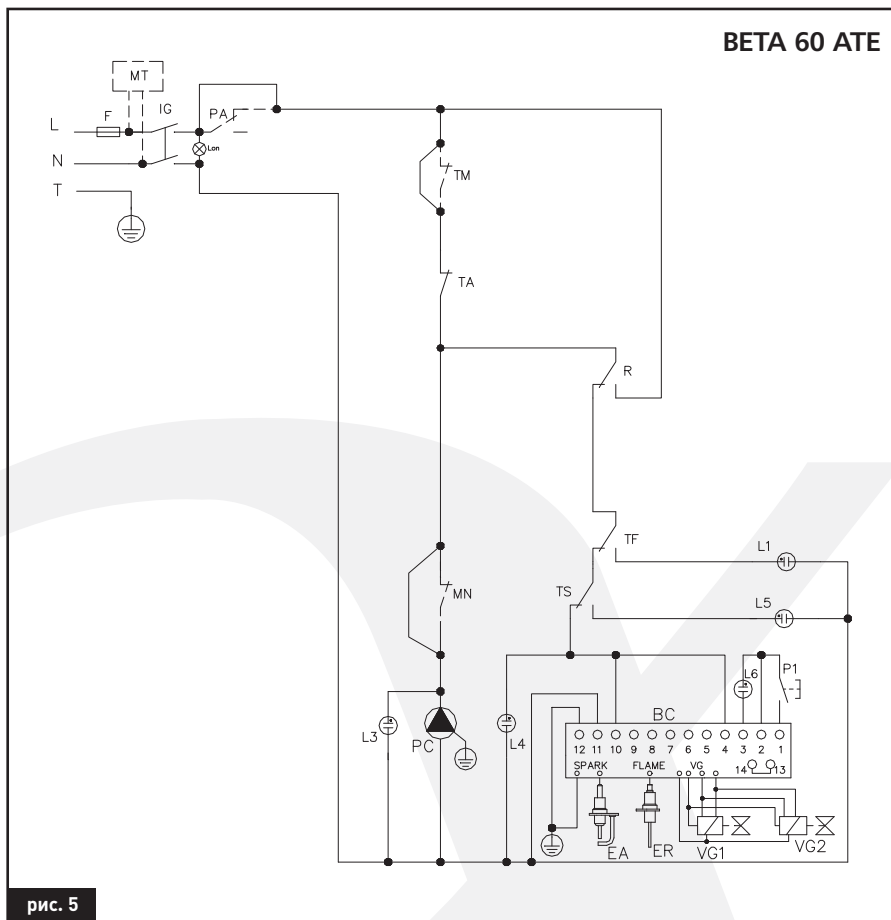 BETA 60 ATE
MT
F
IG
PA
L
Lon
N
T
TM
TA
R
TF
L1
TS
MN
L5
P1
L6
BC
L3
PC
L4
12 11 10 9 8 7 6 5 4 3 2 1
SPARK FLAME VG 14 13
EA ER VG1 VG2
рис. 5